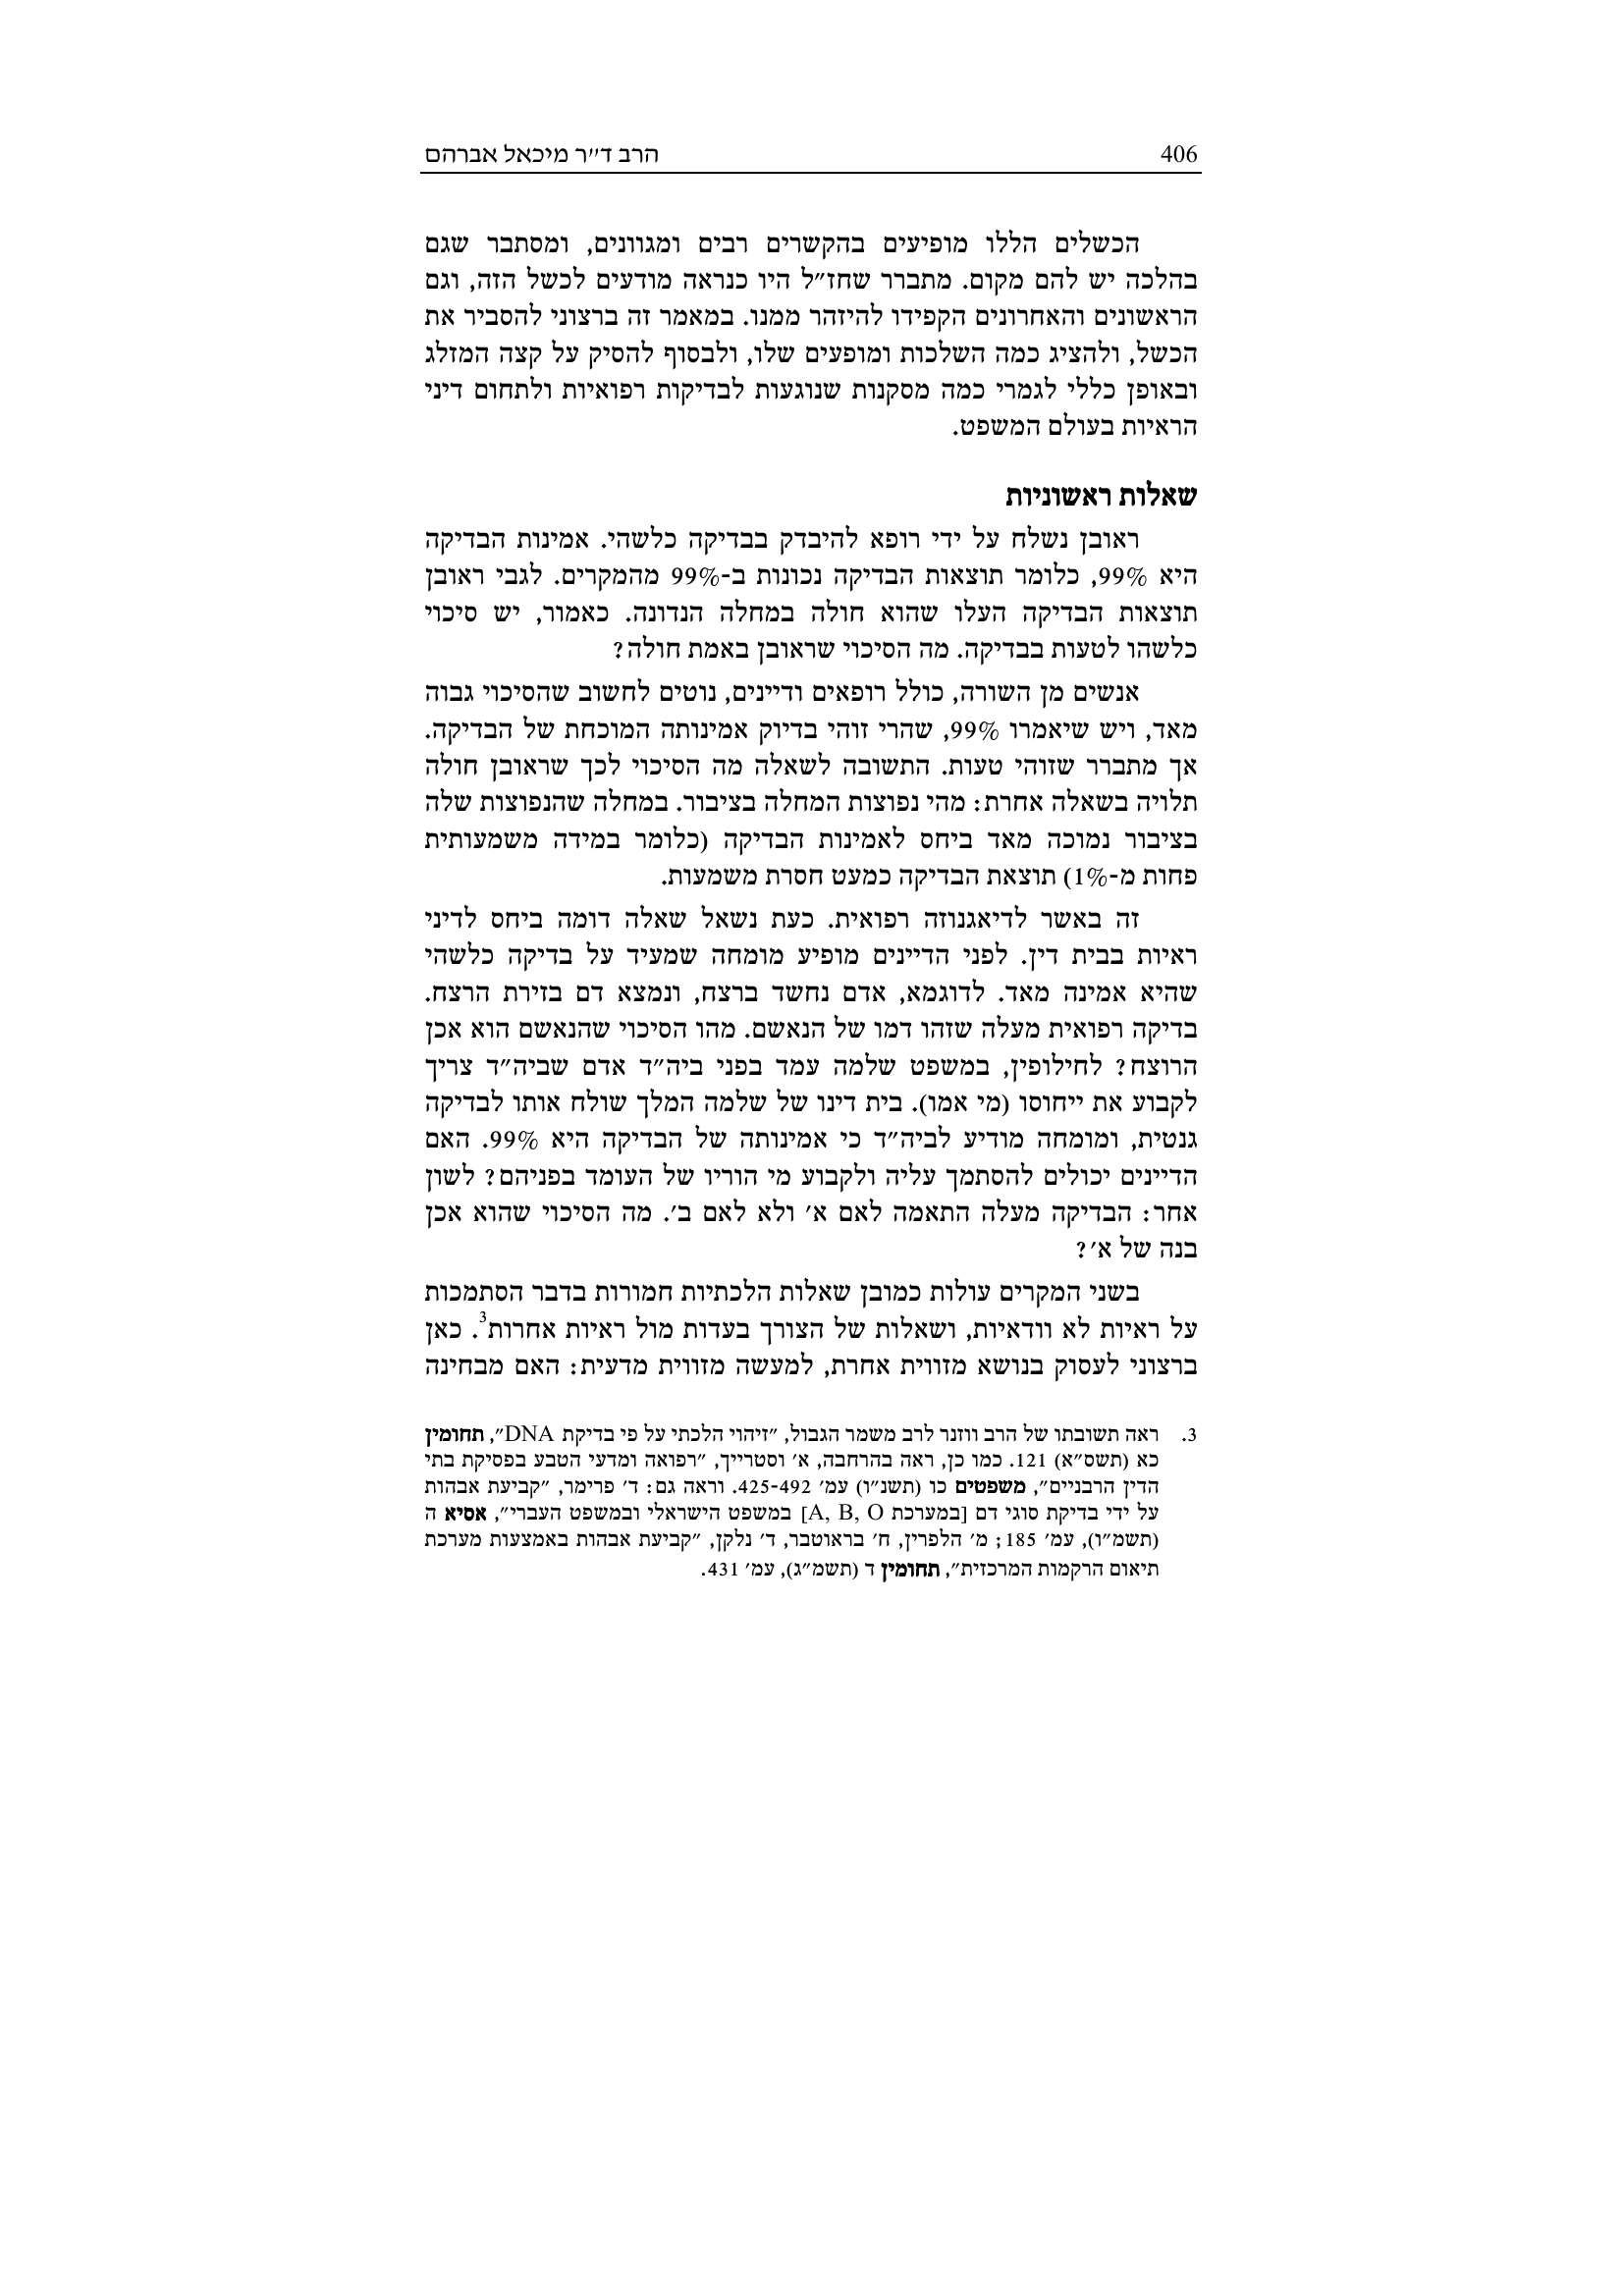 406 הרב ד״ר מיכאל אברהם
הכשלים הללו מופיעים בהקשרים רבים ומגוונים, ומסתבר שגם
בהלכה יש להם מקום. מתברר שחז״ל היו כנראה מודעים לכשל הזה, וגם
הראשונים והאחרונים הקפידו להיזהר ממנו. במאמר זה ברצוני להסביר את
הכשל, ולהציג כמה השלכות ומופעים שלו, ולבסוף להסיק על קצה המזלג
ובאופן כללי לגמרי כמה מסקנות שנוגעות לבדיקות רפואיות ולתחום דיני
הראיות בעולם המשפט.
שאלות ראשוניות
ראובן נשלח על ידי רופא להיבדק בבדיקה כלשהי. אמינות הבדיקה
היא 99%, כלומר תוצאות הבדיקה נכונות ב-99% מהמקרים. לגבי ראובן
תוצאות הבדיקה העלו שהוא חולה במחלה הנדונה. כאמור, יש סיכוי
כלשהו לטעות בבדיקה. מה הסיכוי שראובן באמת חולה?
אנשים מן השורה, כולל רופאים ודיינים, נוטים לחשוב שהסיכוי גבוה
מאד, ויש שיאמרו 99%, שהרי זוהי בדיוק אמינותה המוכחת של הבדיקה.
אך מתברר שזוהי טעות. התשובה לשאלה מה הסיכוי לכך שראובן חולה
תלויה בשאלה אחרת: מהי נפוצות המחלה בציבור. במחלה שהנפוצות שלה
בציבור נמוכה מאד ביחס לאמינות הבדיקה (כלומר במידה משמעותית
פחות מ-1%) תוצאת הבדיקה כמעט חסרת משמעות.
זה באשר לדיאגנוזה רפואית. כעת נשאל שאלה דומה ביחס לדיני
ראיות בבית דין. לפני הדיינים מופיע מומחה שמעיד על בדיקה כלשהי
שהיא אמינה מאד. לדוגמא, אדם נחשד ברצח, ונמצא דם בזירת הרצח.
בדיקה רפואית מעלה שזהו דמו של הנאשם. מהו הסיכוי שהנאשם הוא אכן
הרוצח? לחילופין, במשפט שלמה עמד בפני ביה״ד אדם שביה״ד צריך
לקבוע את ייחוסו (מי אמו). בית דינו של שלמה המלך שולח אותו לבדיקה
גנטית, ומומחה מודיע לביה״ד כי אמינותה של הבדיקה היא 99%. האם
הדיינים יכולים להסתמך עליה ולקבוע מי הוריו של העומד בפניהם? לשון
אחר: הבדיקה מעלה התאמה לאם א׳ ולא לאם ב׳. מה הסיכוי שהוא אכן
בנה של א׳?
בשני המקרים עולות כמובן שאלות הלכתיות חמורות בדבר הסתמכות
על ראיות לא וודאיות, ושאלות של הצורך בעדות מול ראיות אחרות3. כאן
ברצוני לעסוק בנושא מזווית אחרת, למעשה מזווית מדעית: האם מבחינה
3. ראה תשובתו של הרב ווזנר לרב משמר הגבול, ״זיהוי הלכתי על פי בדיקת DNA״, תחומין
כא (תשס״א) 121. כמו כן, ראה בהרחבה, א׳ וסטרייך, ״רפואה ומדעי הטבע בפסיקת בתי
הדין הרבניים״, משפטים כו (תשנ״ו) עמ׳ 425-492. וראה גם: ד׳ פרימר, ״קביעת אבהות
על ידי בדיקת סוגי דם [במערכת A, B, O] במשפט הישראלי ובמשפט העברי״, אסיא ה
(תשמ״ו), עמ׳ 185; מ׳ הלפרין, ח׳ בראוטבר, ד׳ נלקן, ״קביעת אבהות באמצעות מערכת
תיאום הרקמות המרכזית״, תחומין ד (תשמ״ג), עמ׳ 431.